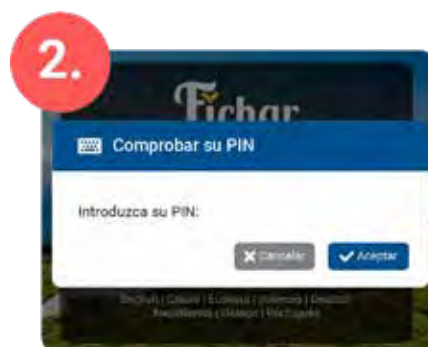 2.
Fichar
Comprobar su PIN
Introduzca su PIN:
Cancelar
Aceptar